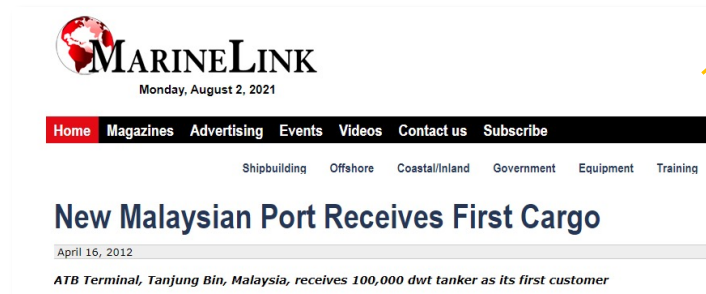 MARINELINK
Monday, August 2, 2021
Home Magazines Advertising Events Videos Contact us Subscribe
Shipbuilding Offshore Coastal/Inland Government Equipment Training
New Malaysian Port Receives First Cargo
April 16, 2012
ATB Terminal, Tanjung Bin, Malaysia, receives 100,000 dwt tanker as its first customer